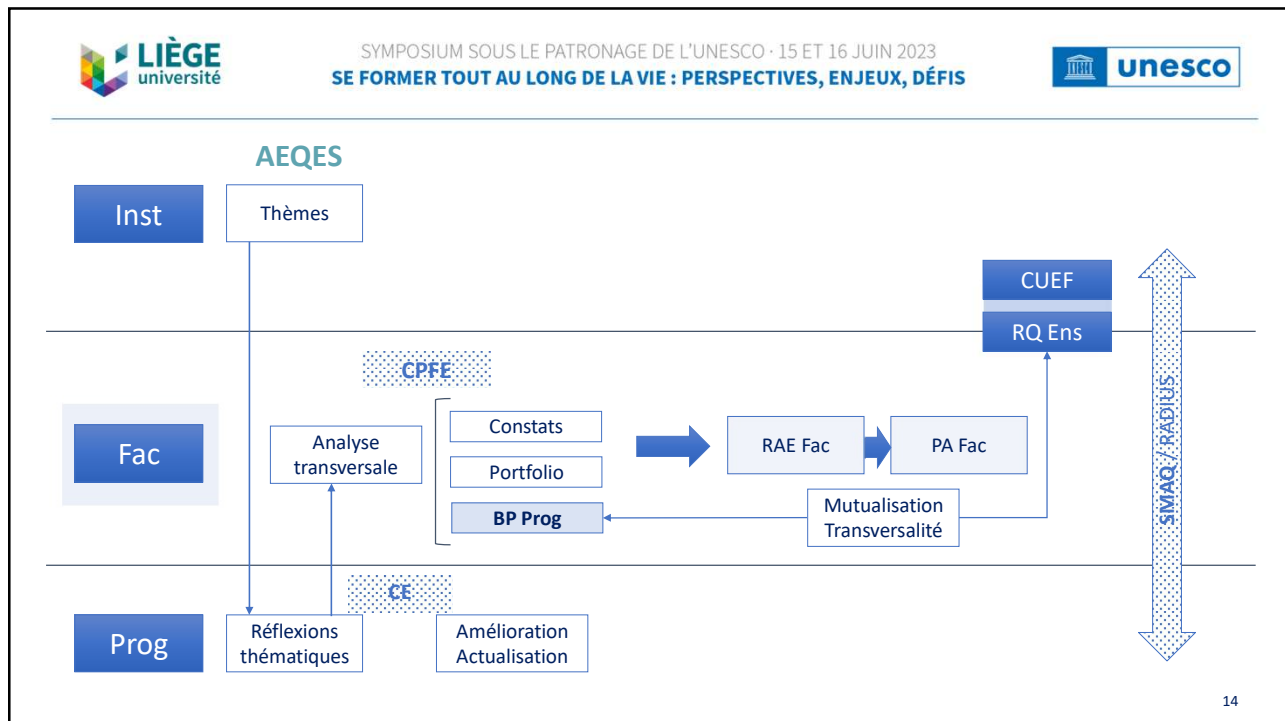 LIÈGE
université
SYMPOSIUM SOUS LE PATRONAGE DE L'UNESCO · 15 ET 16 JUIN 2023
SE FORMER TOUT AU LONG DE LA VIE : PERSPECTIVES, ENJEUX, DÉFIS
unesco
AEQES
Inst
Thèmes
CUEF
RQ Ens
CPFE
Fac
Analyse
transversale
Constats
Portfolio
BP Prog
RAE Fac
PA Fac
Mutualisation
Transversalité
SMAQ / RADIUS
CE
Prog
Réflexions
thématiques
Amélioration
Actualisation
14